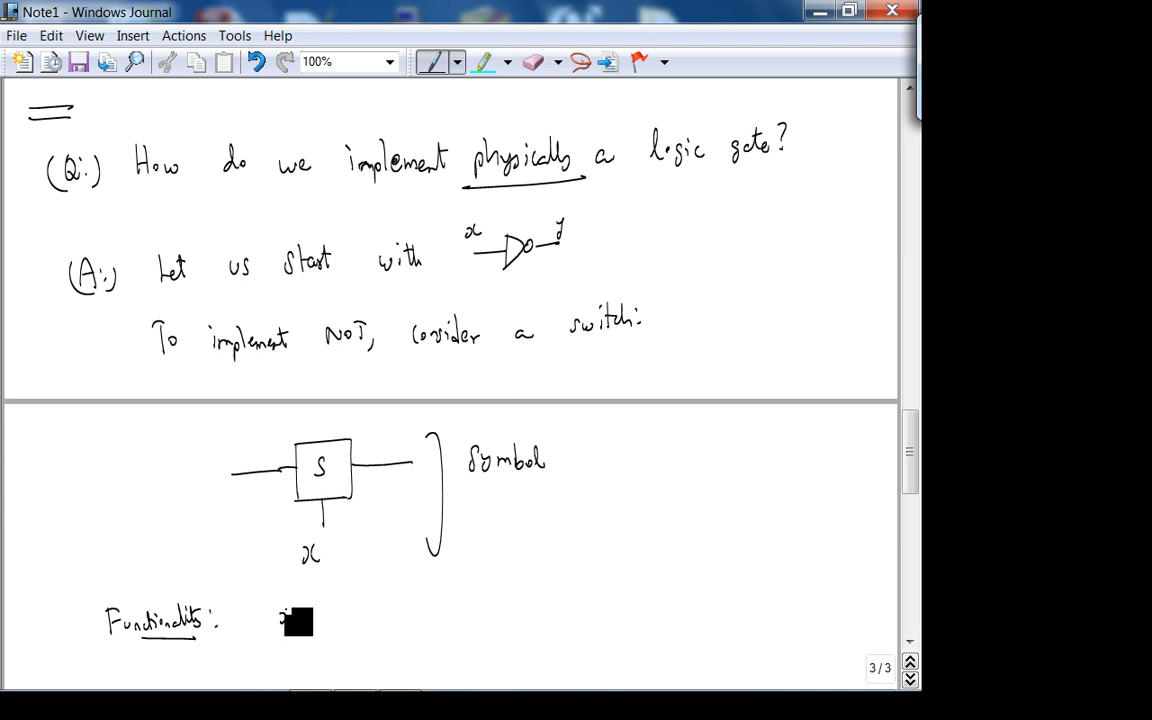 Note1 - Windows Journal
File Edit View Insert Actions Tools Help
100%
(Q:) How do we implement physically a logic gate?
x y
(A:) Let us start with
To implement NOT, consider a switch:
S
Symbol
x
Functionality:
3/3